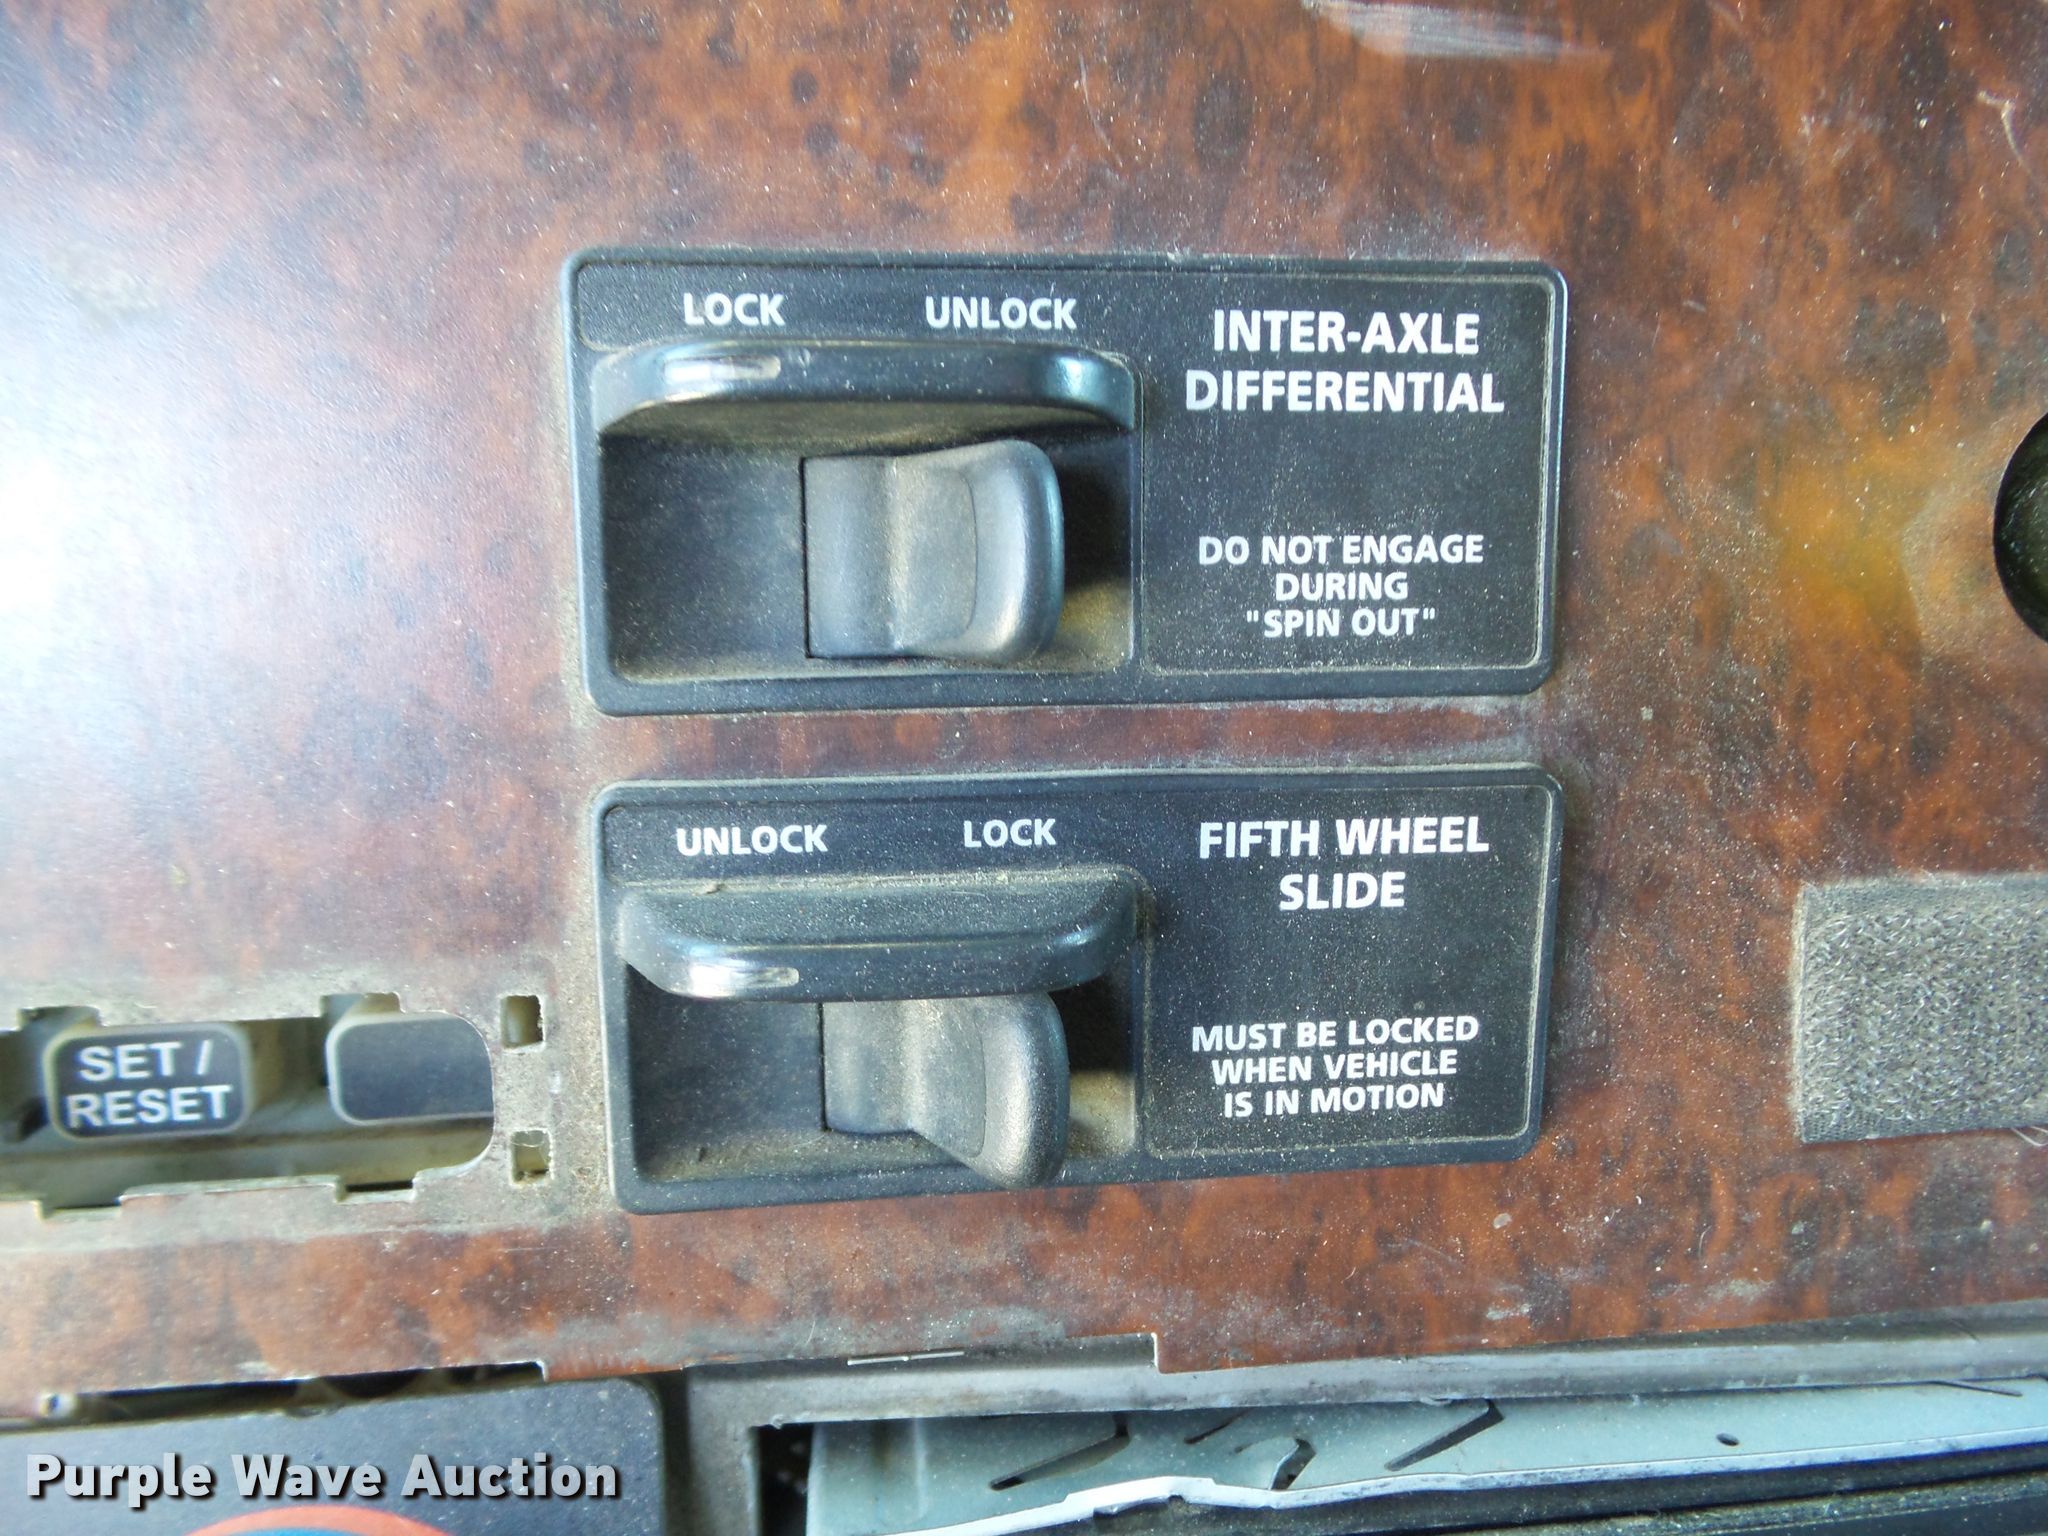 LOCK UNLOCK
INTER-AXLE
DIFFERENTIAL
DO NOT ENGAGE
DURING
"SPIN OUT"
UNLOCK LOCK
FIFTH WHEEL
SLIDE
MUST BE LOCKED
WHEN VEHICLE
IS IN MOTION
SET /
RESET
Purple Wave Auction